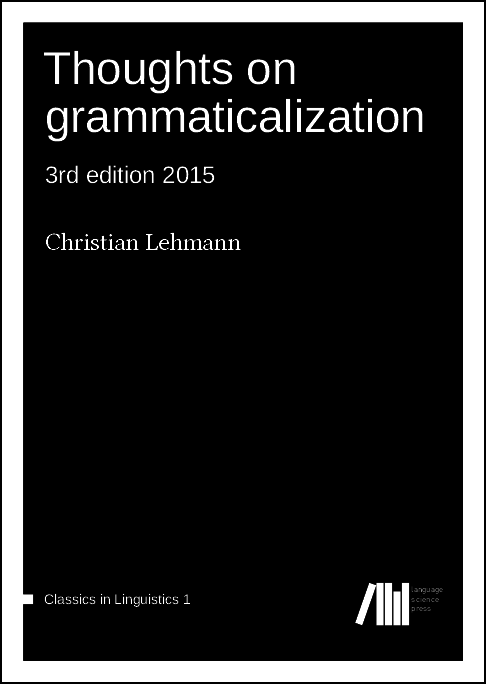 Thoughts on
grammaticalization
3rd edition 2015
Christian Lehmann
Classics in Linguistics 1
language
science
press